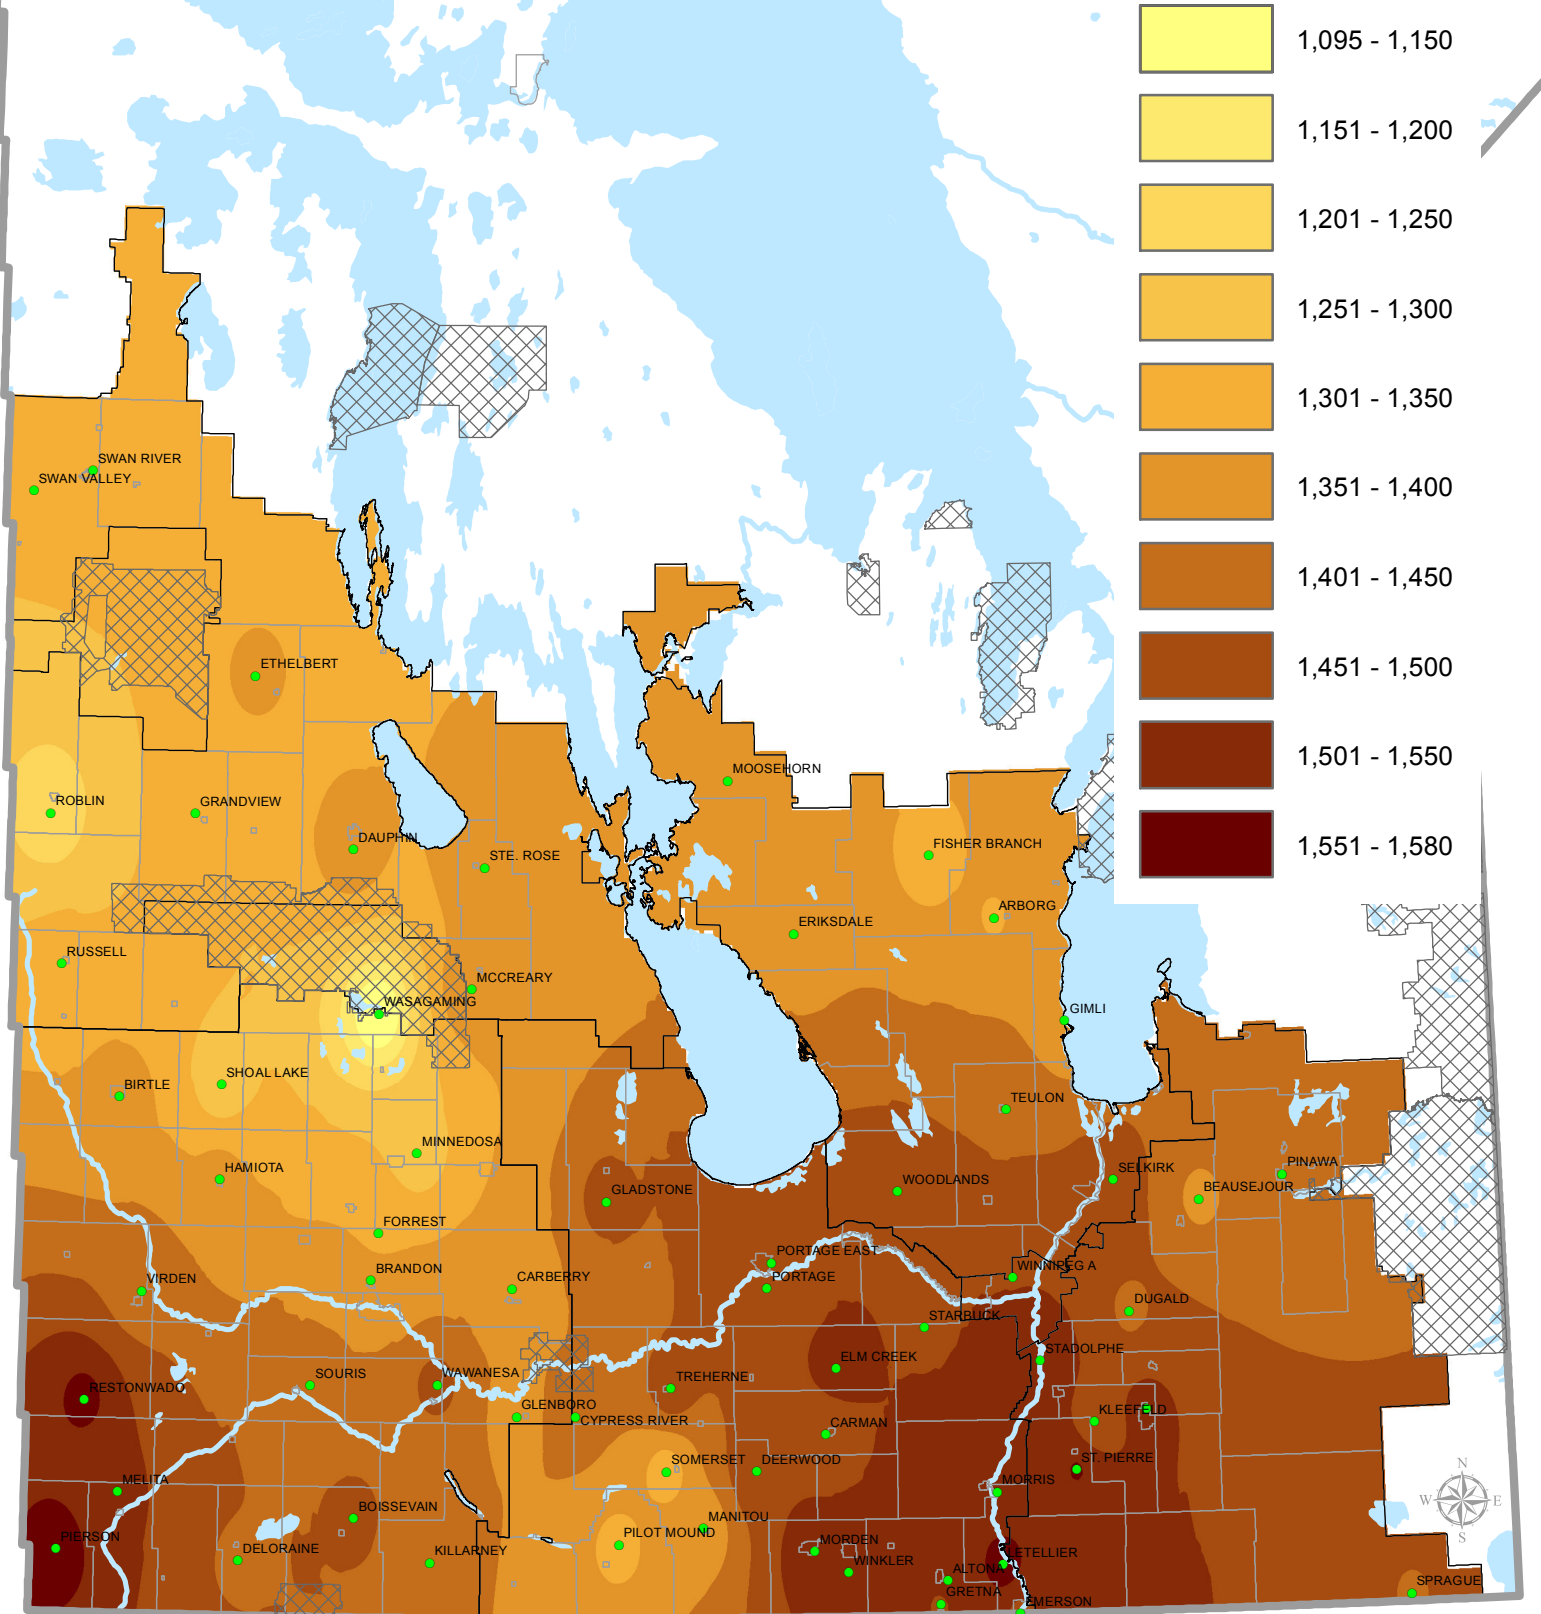 1,095 - 1,150
1,151 - 1,200
1,201 - 1,250
1,251 - 1,300
1,301 - 1,350
1,351 - 1,400
1,401 - 1,450
1,451 - 1,500
1,501 - 1,550
1,551 - 1,580
SWAN RIVER
SWAN VALLEY
ETHELBERT
MOOSEHORN
ROBLIN
GRANDVIEW
DAUPHIN
STE. ROSE
FISHER BRANCH
ARBORG
ERIKSDALE
RUSSELL
MCCREARY
WASAGAMING
GIMLI
SHOAL LAKE
BIRTLE
TEULON
MINNEDOSA
HAMIOTA
GLADSTONE
WOODLANDS
SELKIRK
PINAWA
BEAUSEJOUR
FORREST
PORTAGE EAST
WINNIPEG A
VIRDEN
BRANDON
CARBERRY
PORTAGE
DUGALD
STARBUCK
STADOLPHE
ELM CREEK
RESTONWADO
SOURIS
WAWANESA
TREHERNE
GLENBORO
CYPRESS RIVER
CARMAN
KLEEFELD
SOMERSET
DEERWOOD
ST. PIERRE
MELITA
MORRIS
N
W
E
S
BOISSEVAIN
MANITOU
PIERSON
PILOT MOUND
MORDEN
DELORAINE
KILLARNEY
WINKLER
LETELLIER
ALTONA
GRETNA
SPRAGUE
EMERSON